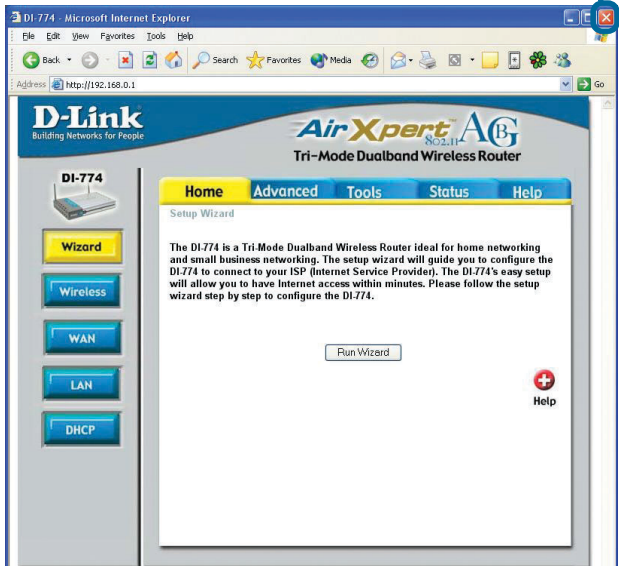 DI-774 - Microsoft Internet Explorer
File Edit View Favorites Tools Help
Back Search Favorites Media
Address http://192.168.0.1 Go
D-Link
Building Networks for People
Air Xpert 802.11 AG
Tri-Mode Dualband Wireless Router
DI-774
Home Advanced Tools Status Help
Setup Wizard
The DI-774 is a Tri-Mode Dualband Wireless Router ideal for home networking
and small business networking. The setup wizard will guide you to configure the
DI-774 to connect to your ISP (Internet Service Provider). The DI-774's easy setup
will allow you to have Internet access within minutes. Please follow the setup
wizard step by step to configure the DI-774.
Wizard
Wireless
WAN
LAN
DHCP
Run Wizard
Help